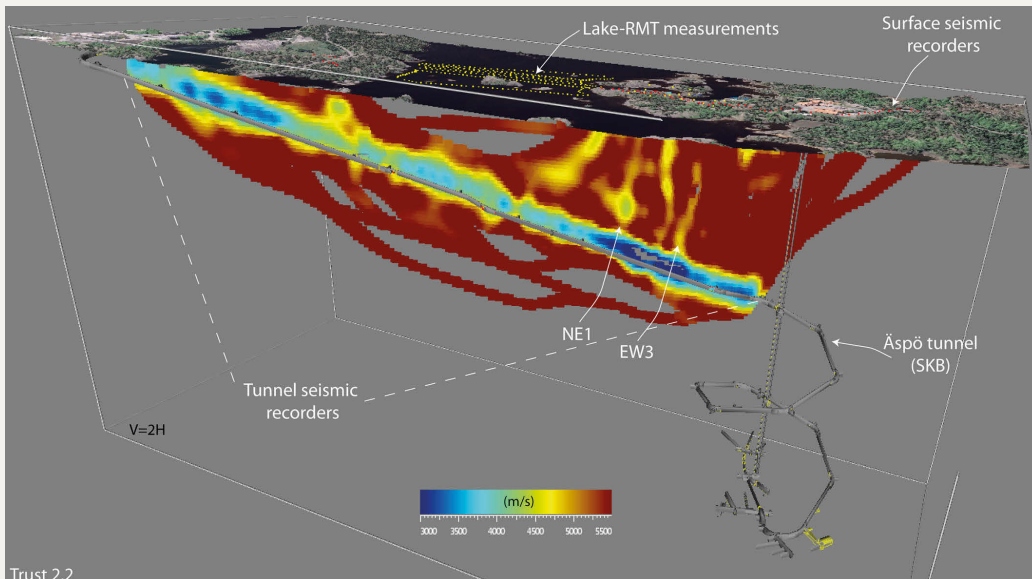 Lake-RMT measurements
Surface seismic
recorders
NE1
EW3
Äspö tunnel
(SKB)
Tunnel seismic
recorders
V=2H
(m/s)
3000 3500 4000 4500 5000 5500
Trust 2.2